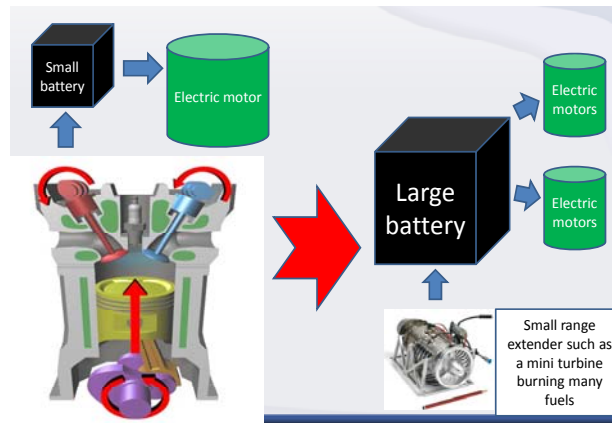 Small
battery
Electric motor
Electric
motors
Large
battery
Electric
motors
Small range
extender such as
a mini turbine
burning many
fuels